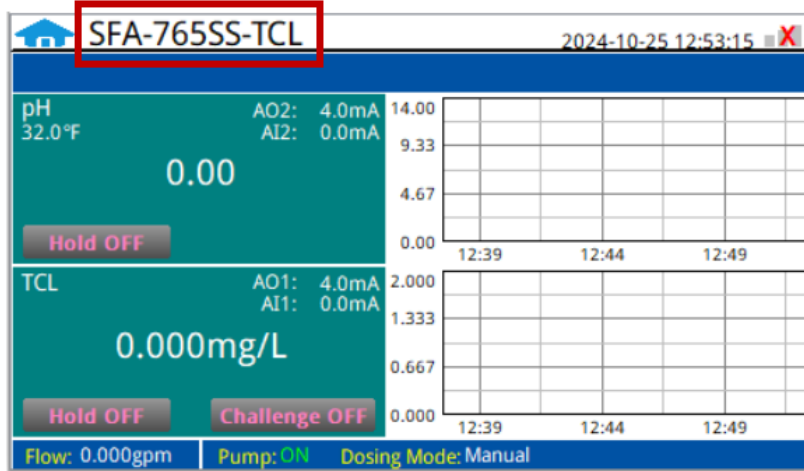 SFA-765SS-TCL
2024-10-25 12:53:15
X
pH
AO2: 4.0mA
32.0°F
AI2: 0.0mA
0.00
Hold OFF
14.00
9.33
4.67
0.00
12:39 12:44 12:49
TCL
AO1: 4.0mA
AI1: 0.0mA
0.000mg/L
Hold OFF Challenge OFF
2.000
1.333
0.667
0.000
12:39 12:44 12:49
Flow: 0.000gpm Pump: ON Dosing Mode: Manual